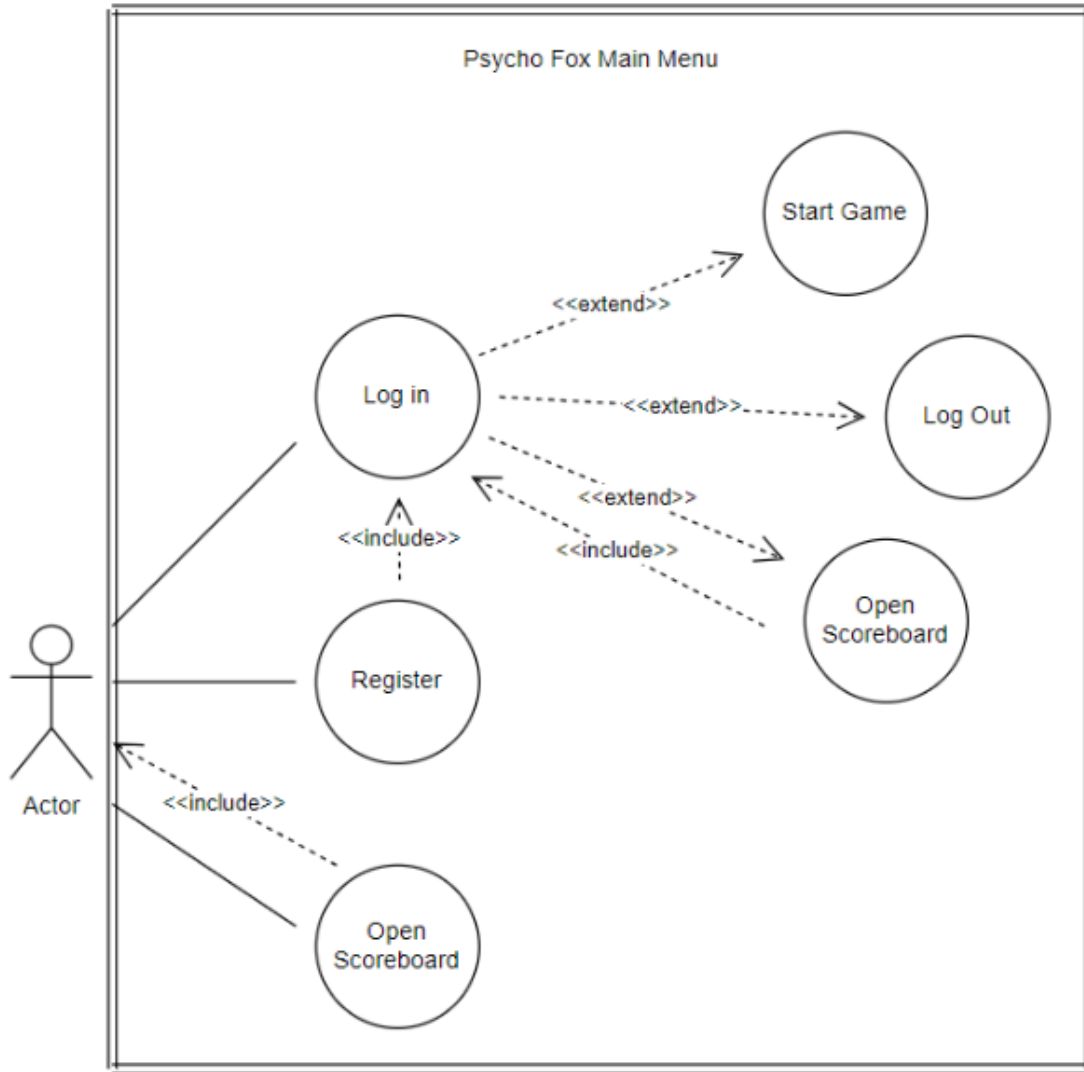 Psycho Fox Main Menu
Start Game
<<extend>>
Log in
<<extend>>
Log Out
<<extend>>
<<include>>
<<include>>
Open
Scoreboard
Register
Actor
<<include>>
Open
Scoreboard